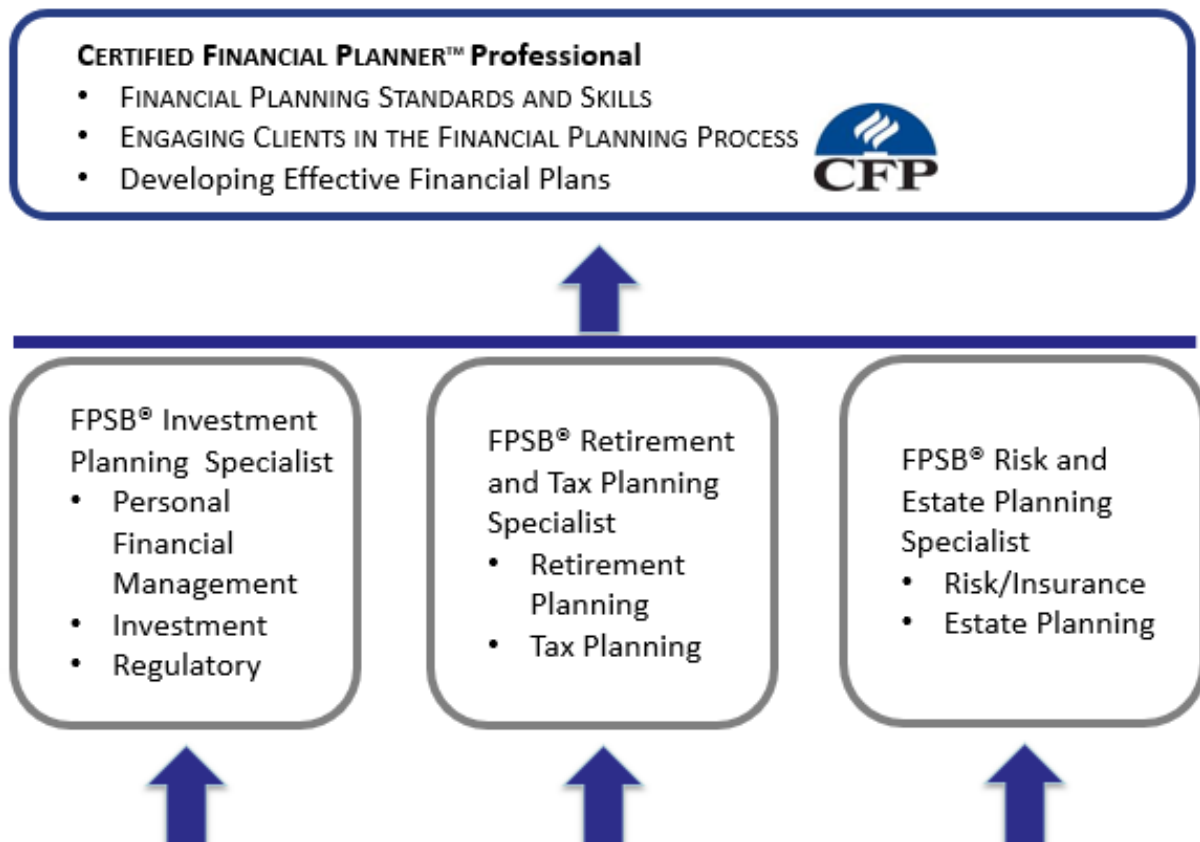 CERTIFIED FINANCIAL PLANNER™ Professional
• FINANCIAL PLANNING STANDARDS AND SKILLS
• ENGAGING CLIENTS IN THE FINANCIAL PLANNING PROCESS
• Developing Effective Financial Plans
CFP
FPSB® Investment
Planning Specialist
• Personal
Financial
Management
• Investment
• Regulatory
FPSB® Retirement
and Tax Planning
Specialist
• Retirement
Planning
• Tax Planning
FPSB® Risk and
Estate Planning
Specialist
• Risk/Insurance
• Estate Planning